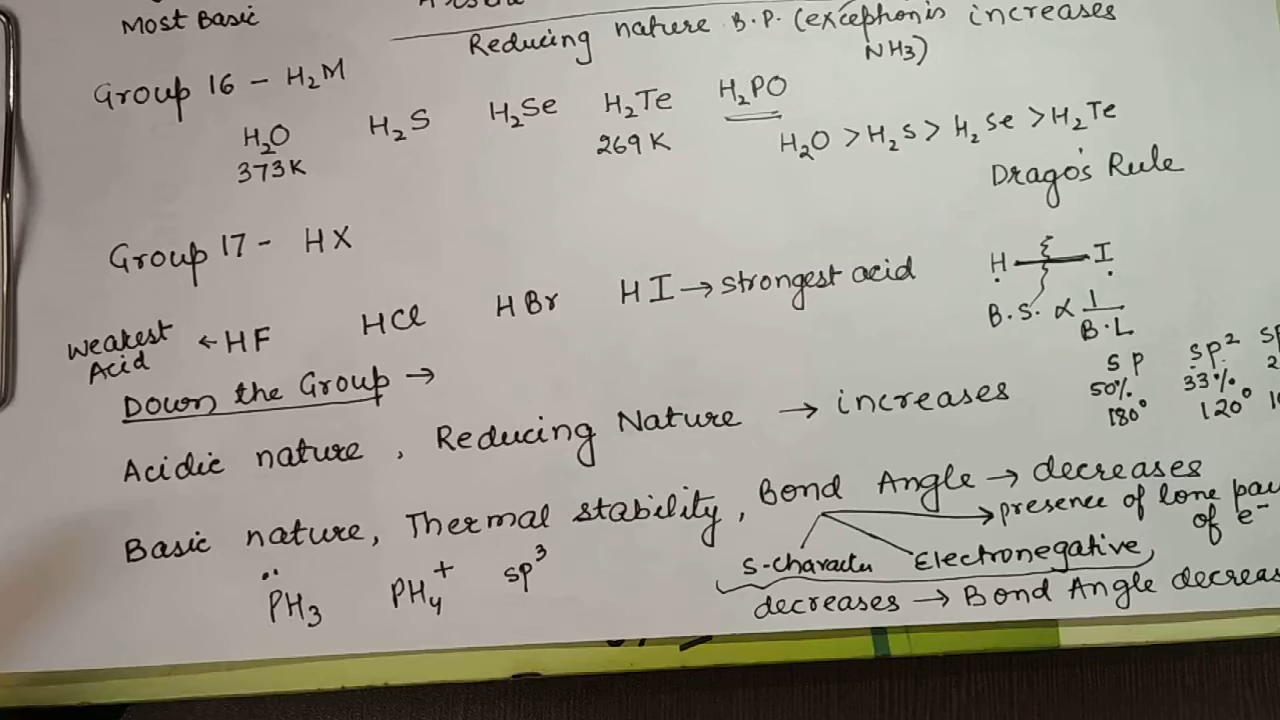 Most Basic
Reducing nature B.P. (exception is increases
NH3)
Group 16 - H₂M
H₂O H₂S H₂Se H₂Te H₂PO
373K 269K H₂O > H₂S > H₂Se > H₂Te
Drago's Rule
Group 17 - HX
H I
Weakest Acid ← HF HCl HBr HI → strongest acid
B.S. ∝ 1/B.L
Down the Group →
sp sp²
50% 33%
180° 120°
Acidic nature, Reducing Nature → increases
Basic nature, Thermal stability, Bond Angle → decreases
→ presence of lone
of e⁻
s-character Electronegative,
PH₃ PH₄⁺ sp³
decreases → Bond Angle